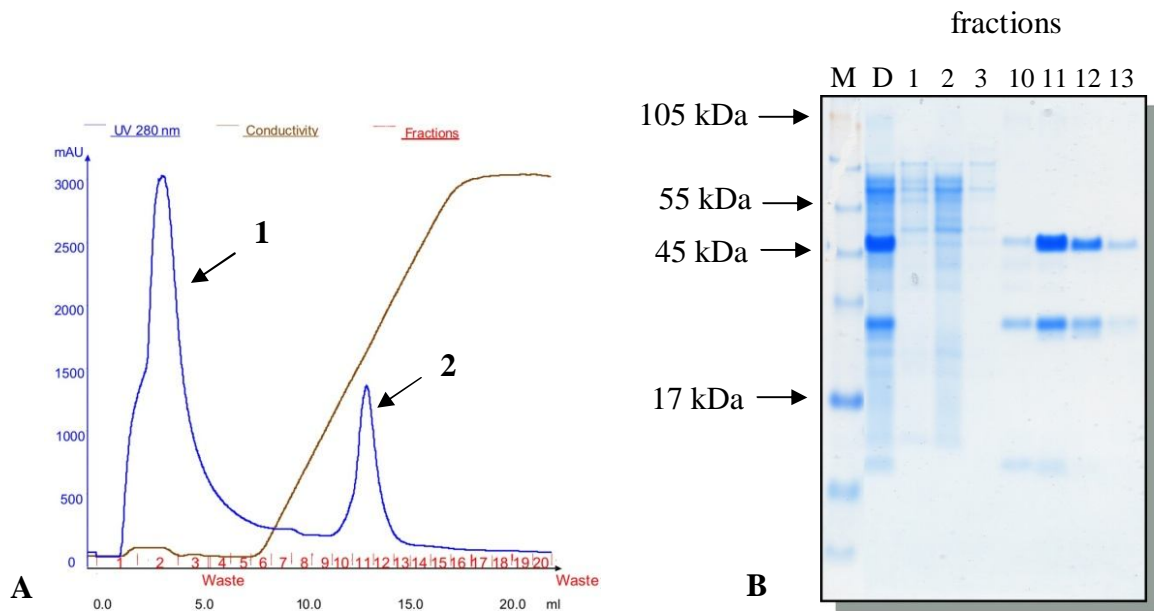 UV 280 nm Conductivity Fractions
mAU
3000
2500
2000
1500
1000
500
0
1
2
1 2 3 4 5 6 7 8 9 10 11 12 13 14 15 16 17 18 19 20
Waste Waste
0.0 5.0 10.0 15.0 20.0 ml
A
fractions
M D 1 2 3 10 11 12 13
105 kDa
55 kDa
45 kDa
17 kDa
B